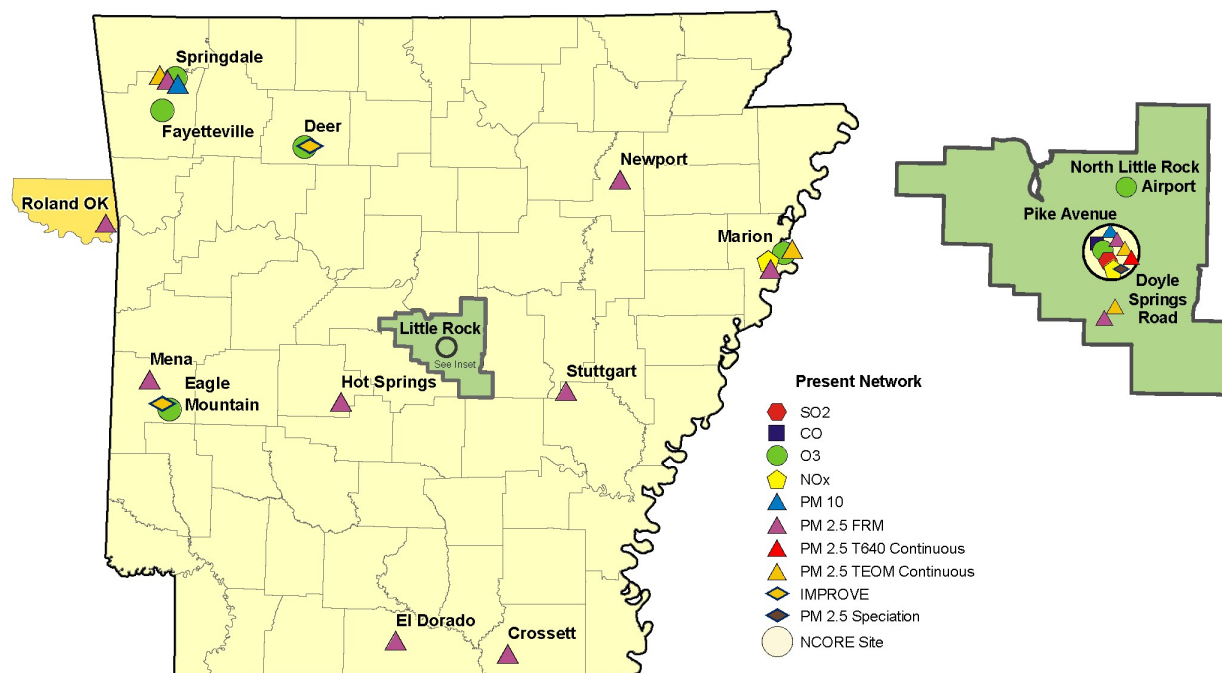 Springdale
Fayetteville
Deer
Newport
Roland OK
Marion
Little Rock
See Inset
Mena
Eagle
Mountain
Hot Springs
Stuttgart
El Dorado
Crossett
North Little Rock
Airport
Pike Avenue
Doyle
Springs
Road
Present Network
SO2
CO
O3
NOx
PM 10
PM 2.5 FRM
PM 2.5 T640 Continuous
PM 2.5 TEOM Continuous
IMPROVE
PM 2.5 Speciation
NCORE Site